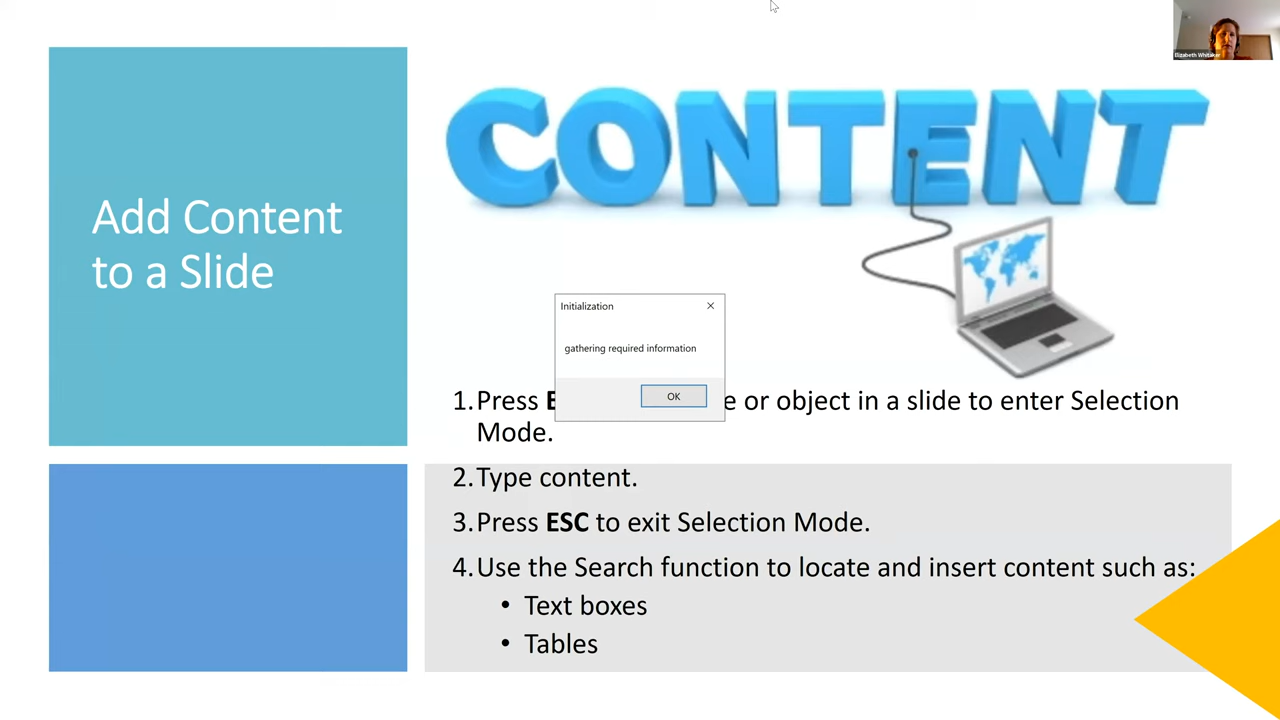 Elizabeth Whitaker
CONTENT
Add Content
to a Slide
Initialization
gathering required information
OK
1. Press E e or object in a slide to enter Selection
Mode.
2. Type content.
3. Press ESC to exit Selection Mode.
4. Use the Search function to locate and insert content such as:
• Text boxes
• Tables